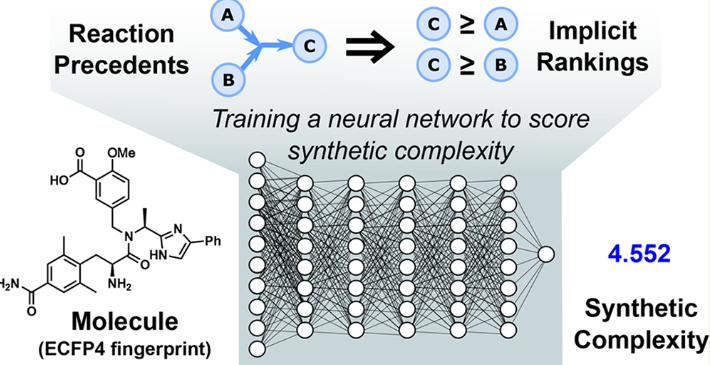 Reaction
Precedents
A
B
C
C ≥ A
C ≥ B
Implicit
Rankings
Training a neural network to score
synthetic complexity
OMe
O
HO
N
N
HN
Ph
O
NH₂
H₂N
O
Molecule
(ECFP4 fingerprint)
4.552
Synthetic
Complexity